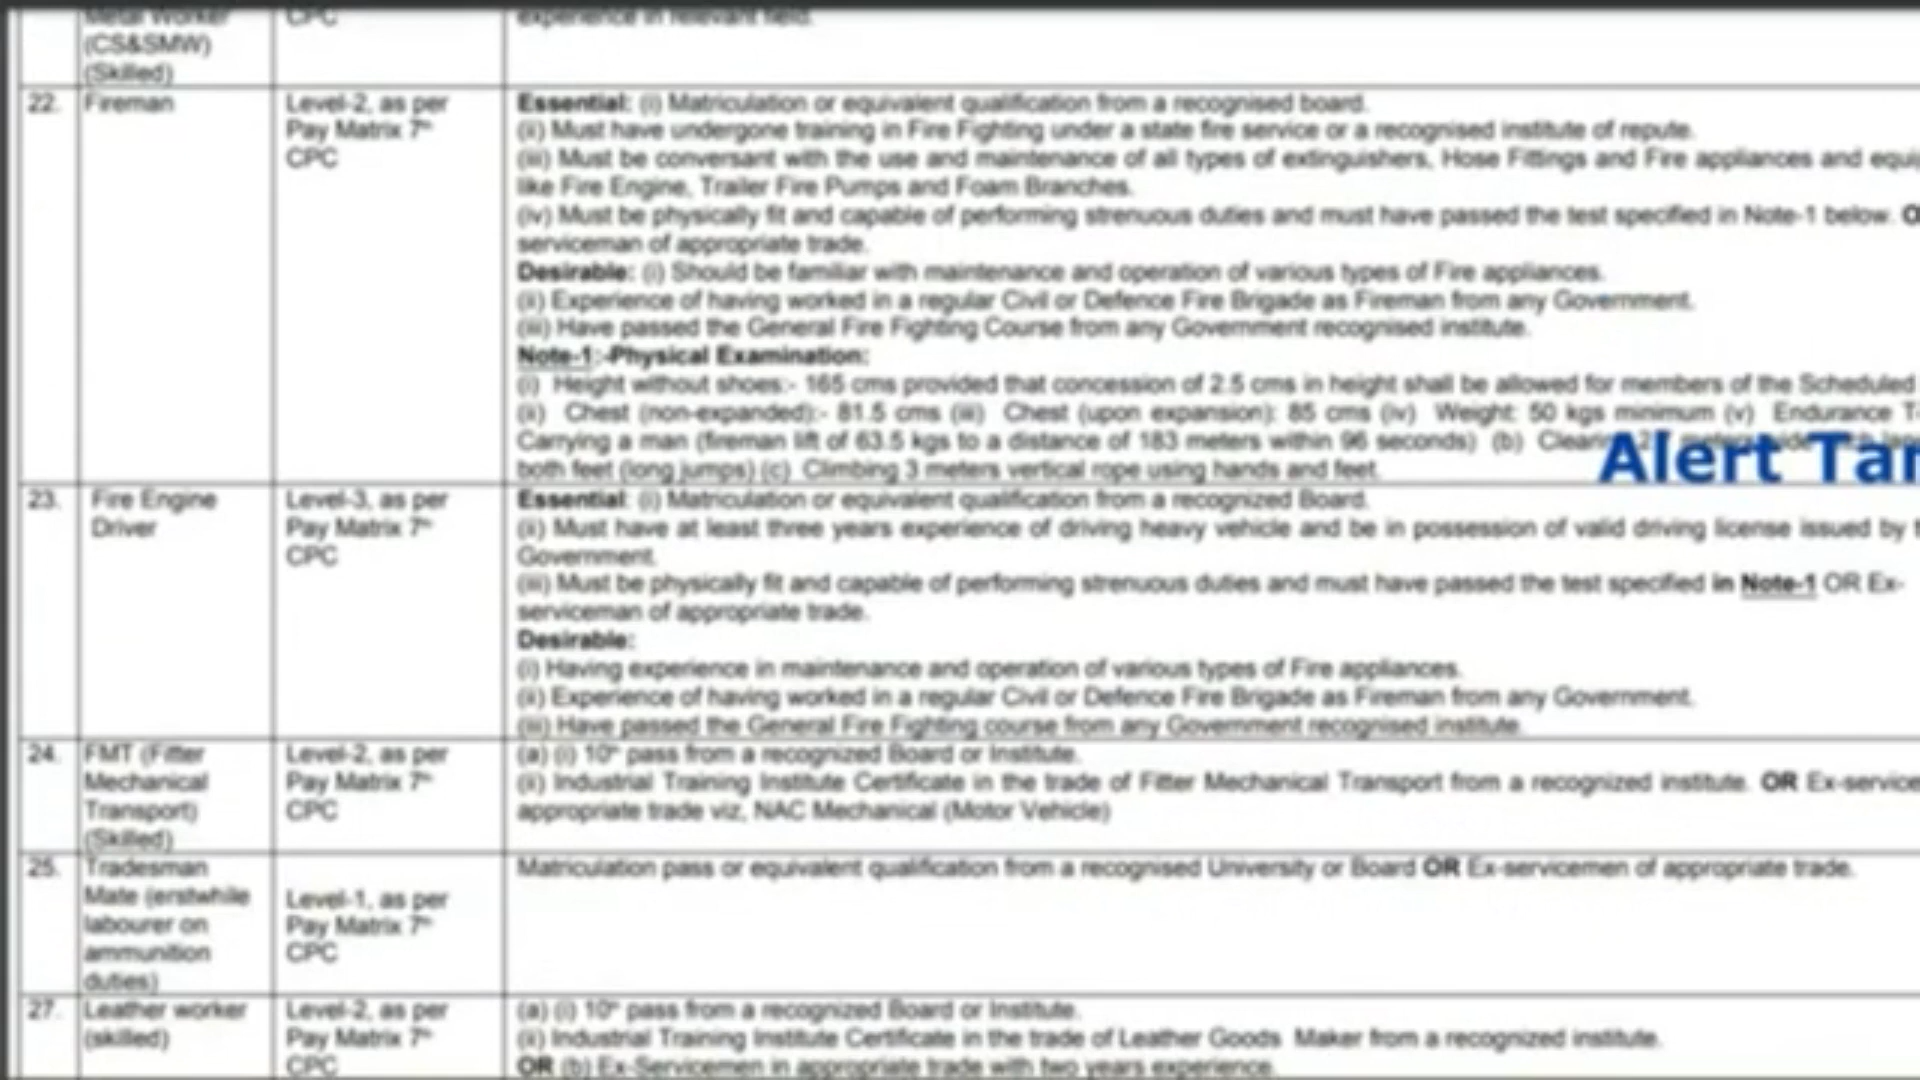 Metal Worker CPC experience in relevant field.
(CS&SMW)
(Skilled)
22. Fireman Level-2, as per Essential: (i) Matriculation or equivalent qualification from a recognised board.
Pay Matrix 7th (ii) Must have undergone training in Fire Fighting under a state fire service or a recognised institute of repute.
CPC (iii) Must be conversant with the use and maintenance of all types of extinguishers, Hose Fittings and Fire appliances and equip
like Fire Engine, Trailer Fire Pumps and Foam Branches.
(iv) Must be physically fit and capable of performing strenuous duties and must have passed the test specified in Note-1 below. O
serviceman of appropriate trade.
Desirable: (i) Should be familiar with maintenance and operation of various types of Fire appliances.
(ii) Experience of having worked in a regular Civil or Defence Fire Brigade as Fireman from any Government.
(iii) Have passed the General Fire Fighting Course from any Government recognised institute.
Note-1:-Physical Examination:
(i) Height without shoes:- 165 cms provided that concession of 2.5 cms in height shall be allowed for members of the Scheduled
(ii) Chest (non-expanded):- 81.5 cms (iii) Chest (upon expansion): 85 cms (iv) Weight: 50 kgs minimum (v) Endurance T
Carrying a man (fireman lift of 63.5 kgs to a distance of 183 meters within 96 seconds) (b)
Alert Tar
both feet (long jumps) (c) Climbing 3 meters vertical rope using hands and feet.
23. Fire Engine Level-3, as per Essential: (i) Matriculation or equivalent qualification from a recognized Board.
Driver Pay Matrix 7th (ii) Must have at least three years experience of driving heavy vehicle and be in possession of valid driving license issued by
CPC Government.
(iii) Must be physically fit and capable of performing strenuous duties and must have passed the test specified in Note-1 OR Ex-
serviceman of appropriate trade.
Desirable:
(i) Having experience in maintenance and operation of various types of Fire appliances.
(ii) Experience of having worked in a regular Civil or Defence Fire Brigade as Fireman from any Government.
(iii) Have passed the General Fire Fighting course from any Government recognised institute.
24. FMT (Fitter Level-2, as per (a) (i) 10th pass from a recognized Board or Institute.
Mechanical Pay Matrix 7th (ii) Industrial Training Institute Certificate in the trade of Fitter Mechanical Transport from a recognized institute. OR Ex-service
Transport) CPC appropriate trade viz, NAC Mechanical (Motor Vehicle)
(Skilled)
25. Tradesman Matriculation pass or equivalent qualification from a recognised University or Board OR Ex-servicemen of appropriate trade.
Mate (erstwhile Level-1, as per
labourer on Pay Matrix 7th
ammunition CPC
duties)
27. Leather worker Level-2, as per (a) (i) 10th pass from a recognized Board or Institute.
(skilled) Pay Matrix 7th (ii) Industrial Training Institute Certificate in the trade of Leather Goods Maker from a recognized institute.
CPC OR (b) Ex-Servicemen in appropriate trade with two years experience.